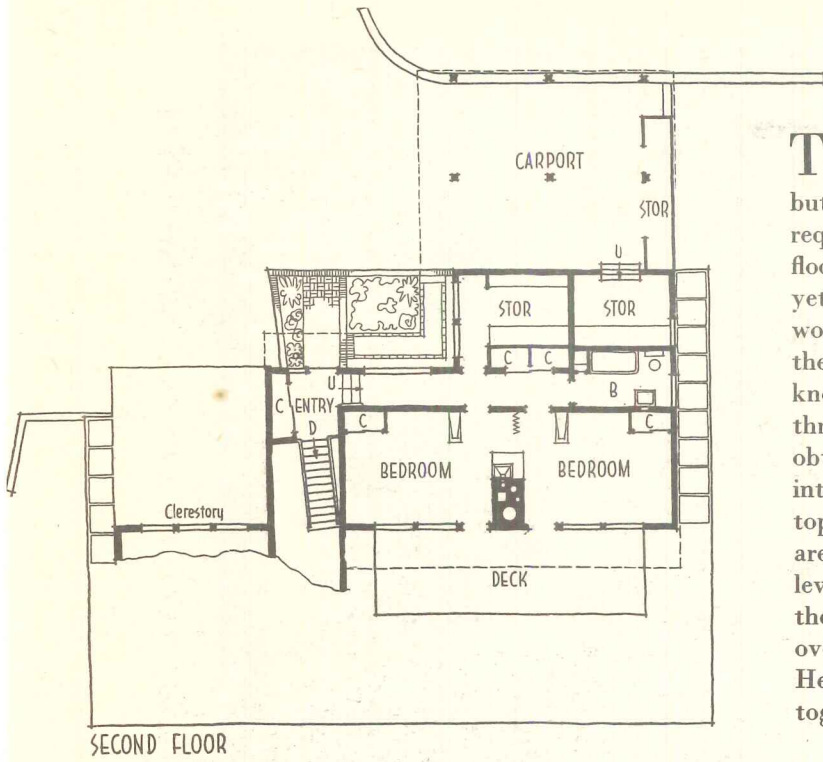 CARPORT
STOR
U
STOR
STOR
C
C
U
C
ENTRY
B
D
C
C
BEDROOM
BEDROOM
Clerestory
DECK
SECOND FLOOR
T
but
req
floo
yet
wo
the
kno
thr
obt
int
top
are
lev
the
ove
He
tog